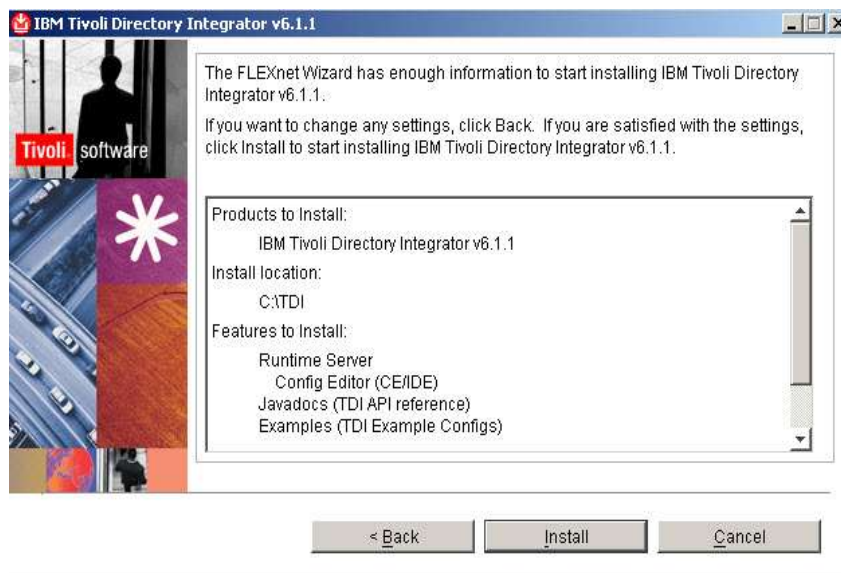 IBM Tivoli Directory Integrator v6.1.1
Tivoli. software
The FLEXnet Wizard has enough information to start installing IBM Tivoli Directory
Integrator v6.1.1.
If you want to change any settings, click Back. If you are satisfied with the settings,
click Install to start installing IBM Tivoli Directory Integrator v6.1.1.
Products to Install:
IBM Tivoli Directory Integrator v6.1.1
Install location:
C:\TDI
Features to Install:
Runtime Server
Config Editor (CE/IDE)
Javadocs (TDI API reference)
Examples (TDI Example Configs)
< Back
Install
Cancel